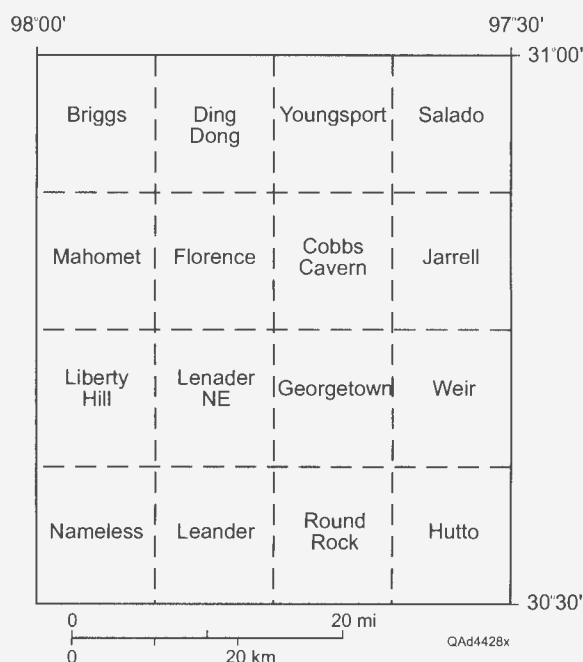 98°00'
97°30'
31°00'
Briggs
Ding
Dong
Youngsport
Salado
Mahomet
Florence
Cobbs
Cavern
Jarrell
Liberty
Hill
Lenader
NE
Georgetown
Weir
Nameless
Leander
Round
Rock
Hutto
30°30'
0 20 mi
0 20 km
QAd4428x